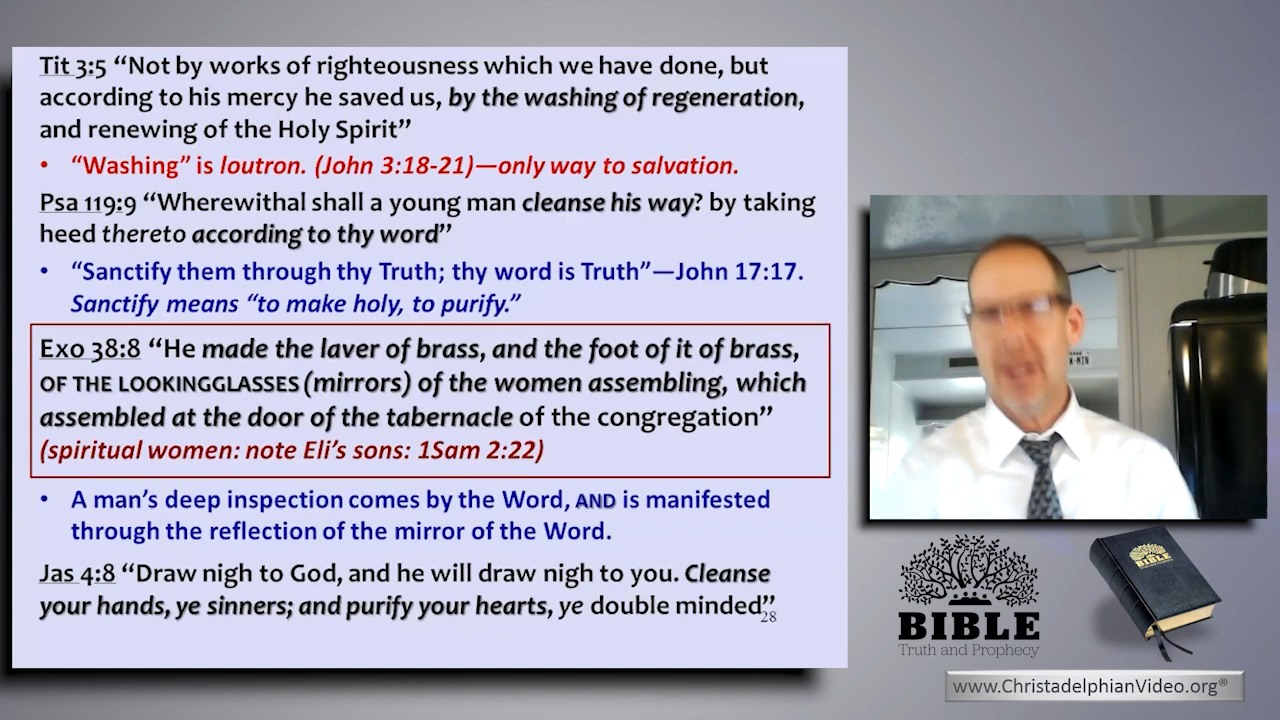 Tit 3:5 “Not by works of righteousness which we have done, but
according to his mercy he saved us, by the washing of regeneration,
and renewing of the Holy Spirit”
• “Washing” is loutron. (John 3:18-21)—only way to salvation.
Psa 119:9 “Wherewithal shall a young man cleanse his way? by taking
heed thereto according to thy word”
• “Sanctify them through thy Truth; thy word is Truth”—John 17:17.
Sanctify means “to make holy, to purify.”
Exo 38:8 “He made the laver of brass, and the foot of it of brass,
OF THE LOOKINGGLASSES (mirrors) of the women assembling, which
assembled at the door of the tabernacle of the congregation”
(spiritual women: note Eli’s sons: 1Sam 2:22)
• A man’s deep inspection comes by the Word, AND is manifested
through the reflection of the mirror of the Word.
Jas 4:8 “Draw nigh to God, and he will draw nigh to you. Cleanse
your hands, ye sinners; and purify your hearts, ye double minded”
28
BIBLE
Truth and Prophecy
BIBLE
www.ChristadelphianVideo.org®